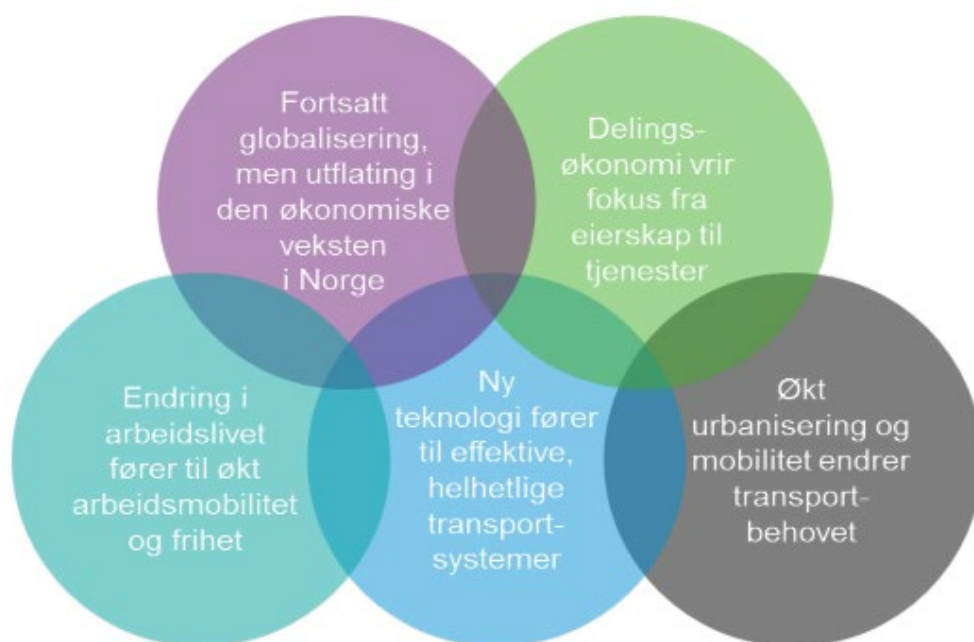 Fortsatt
globalisering,
men utflating i
den økonomiske
veksten
i Norge
Delings-
økonomi vrir
fokus fra
eierskap til
tjenester
Endring i
arbeidslivet
fører til økt
arbeidsmobilitet
og frihet
Ny
teknologi fører
til effektive,
helhetlige
transport-
systemer
Økt
urbanisering og
mobilitet endrer
transport-
behovet